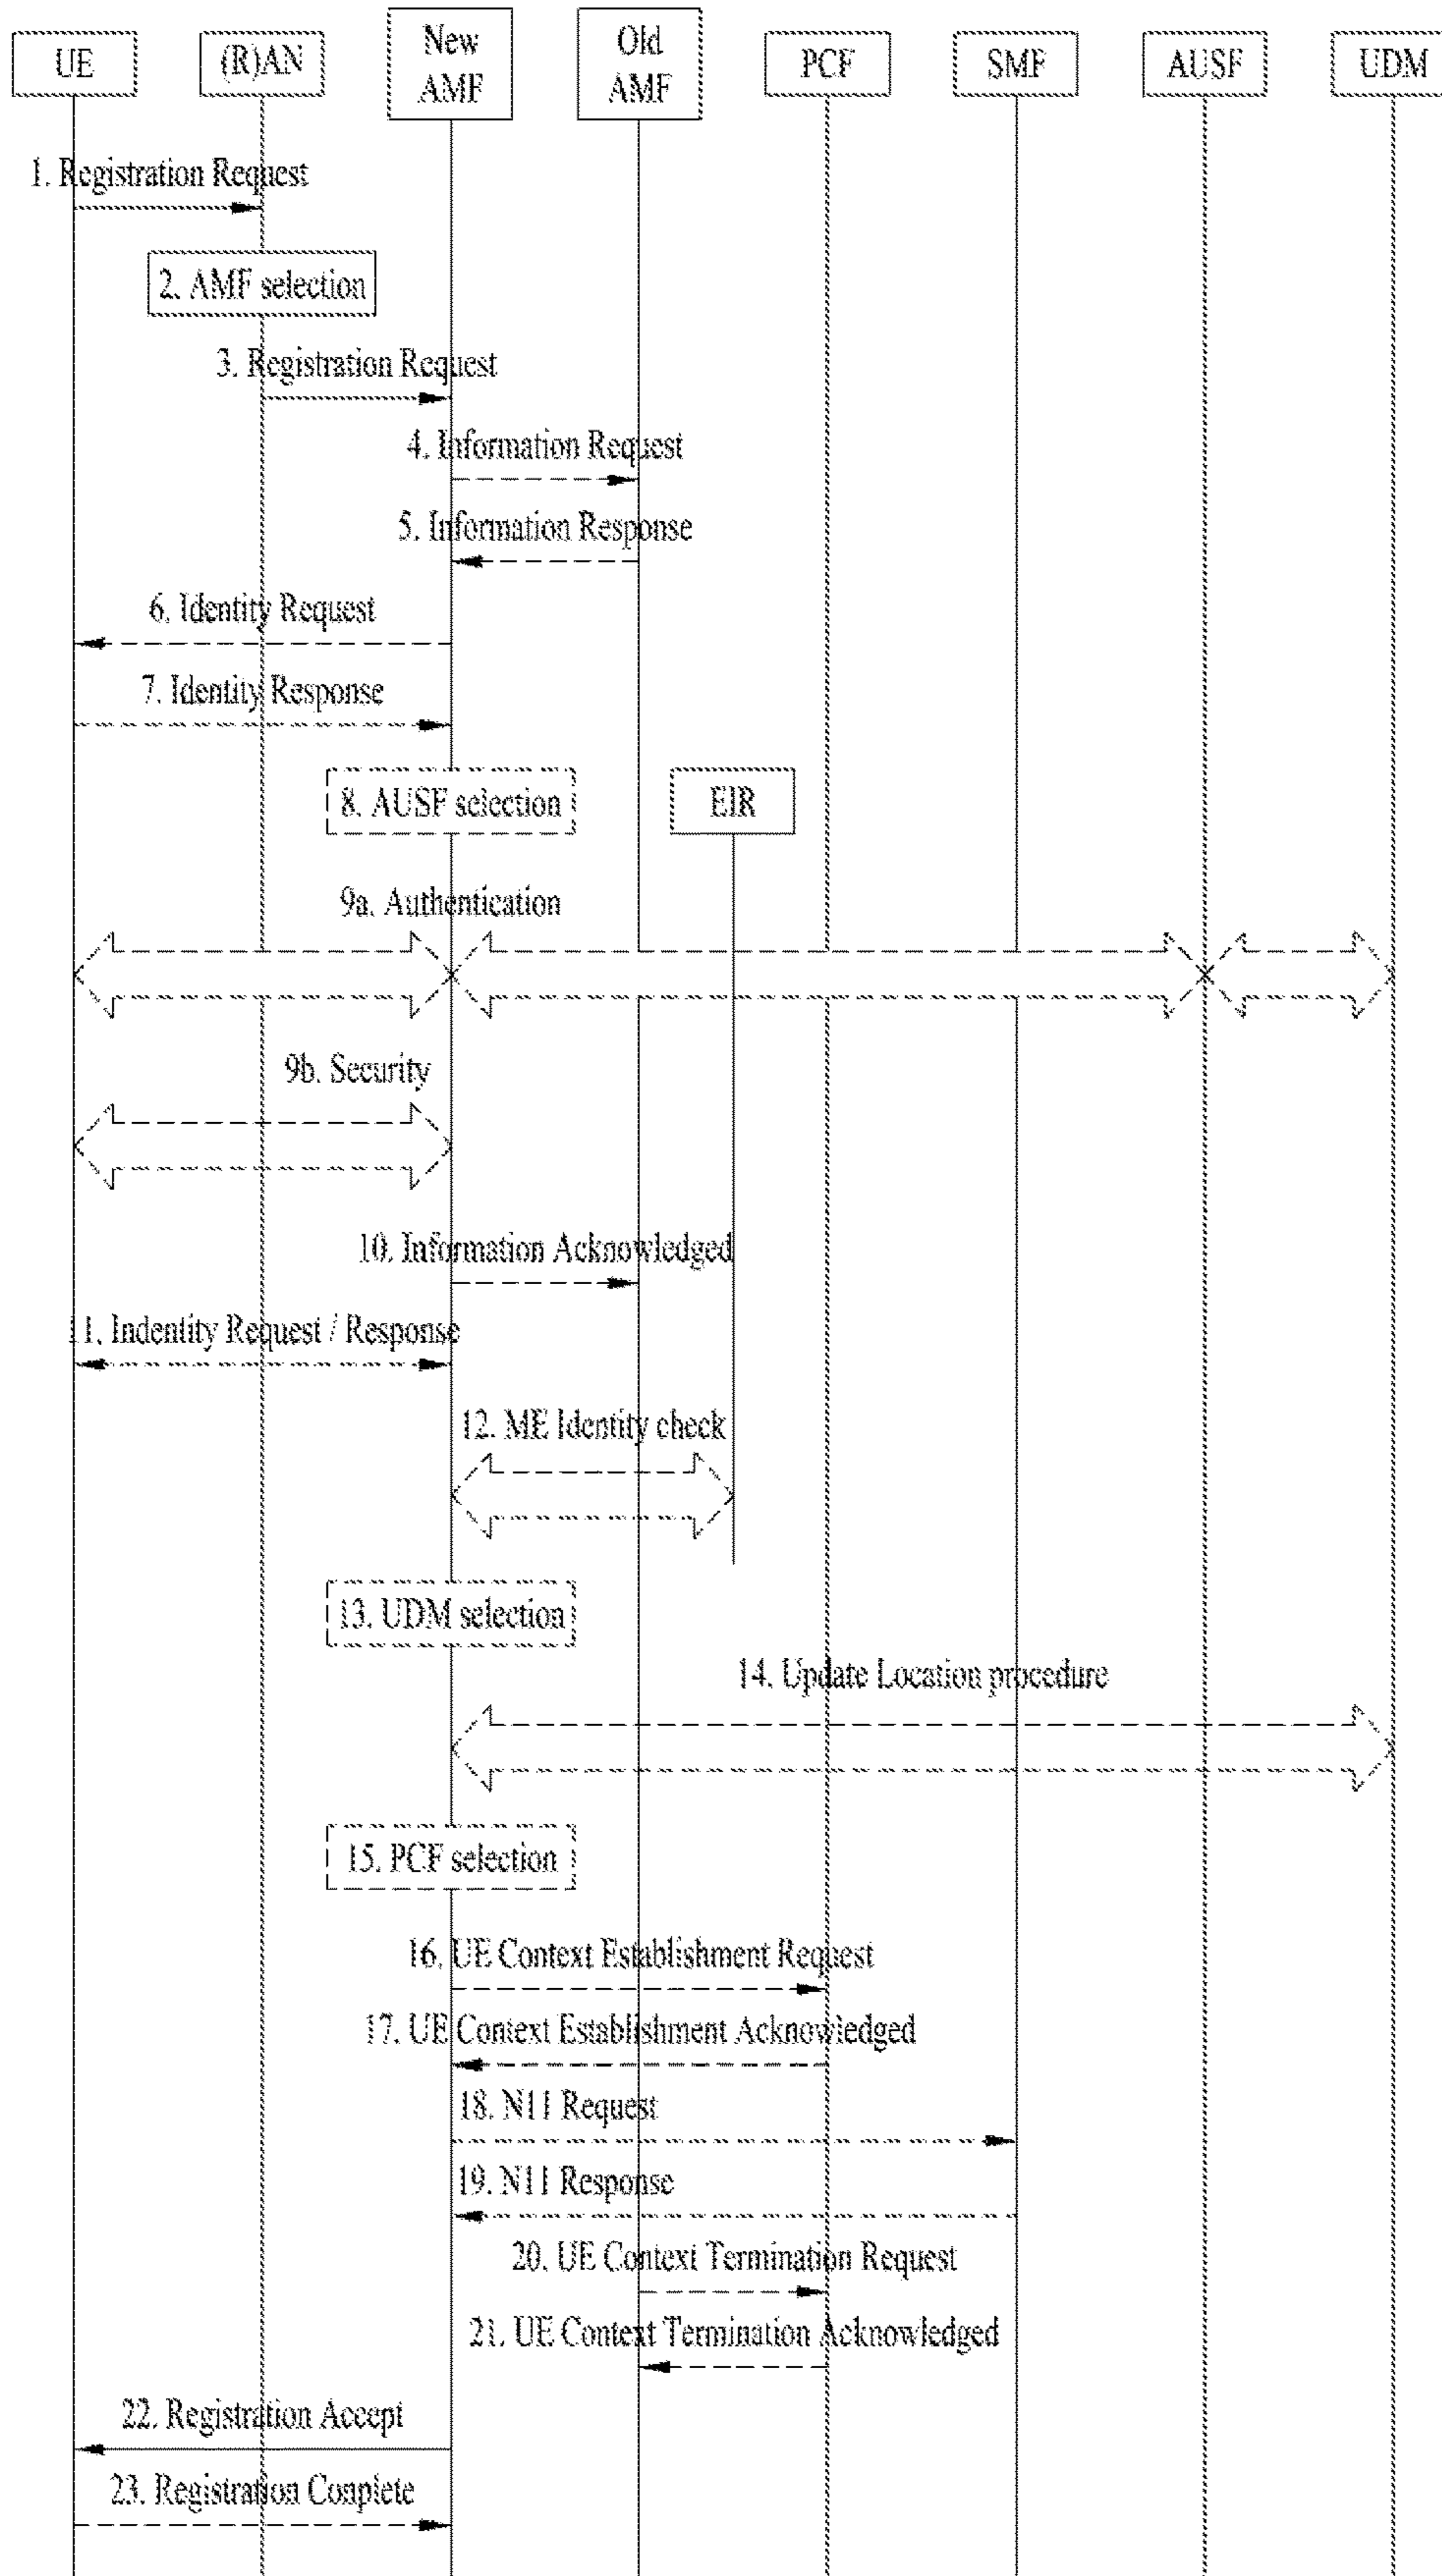 UE
(R)AN
New
AMF
Old
AMF
PCF
SMF
AUSF
UDM
1. Registration Request
2. AMF selection
3. Registration Request
4. Information Request
5. Information Response
6. Identity Request
7. Identity Response
8. AUSF selection
EIR
9a. Authentication
9b. Security
10. Information Acknowledged
11. Indentity Request / Response
12. ME Identity check
13. UDM selection
14. Update Location procedure
15. PCF selection
16. UE Context Establishment Request
17. UE Context Establishment Acknowledged
18. N11 Request
19. N11 Response
20. UE Context Termination Request
21. UE Context Termination Acknowledged
22. Registration Accept
23. Registration Conplete